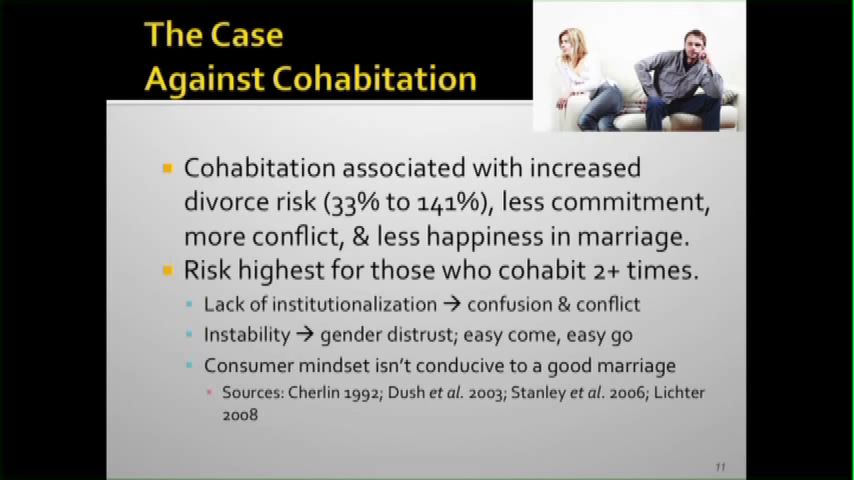 The Case
Against Cohabitation
Cohabitation associated with increased
divorce risk (33% to 141%), less commitment,
more conflict, & less happiness in marriage.
Risk highest for those who cohabit 2+ times.
Lack of institutionalization → confusion & conflict
Instability → gender distrust; easy come, easy go
Consumer mindset isn't conducive to a good marriage
Sources: Cherlin 1992; Dush et al. 2003; Stanley et al. 2006; Lichter
2008
11